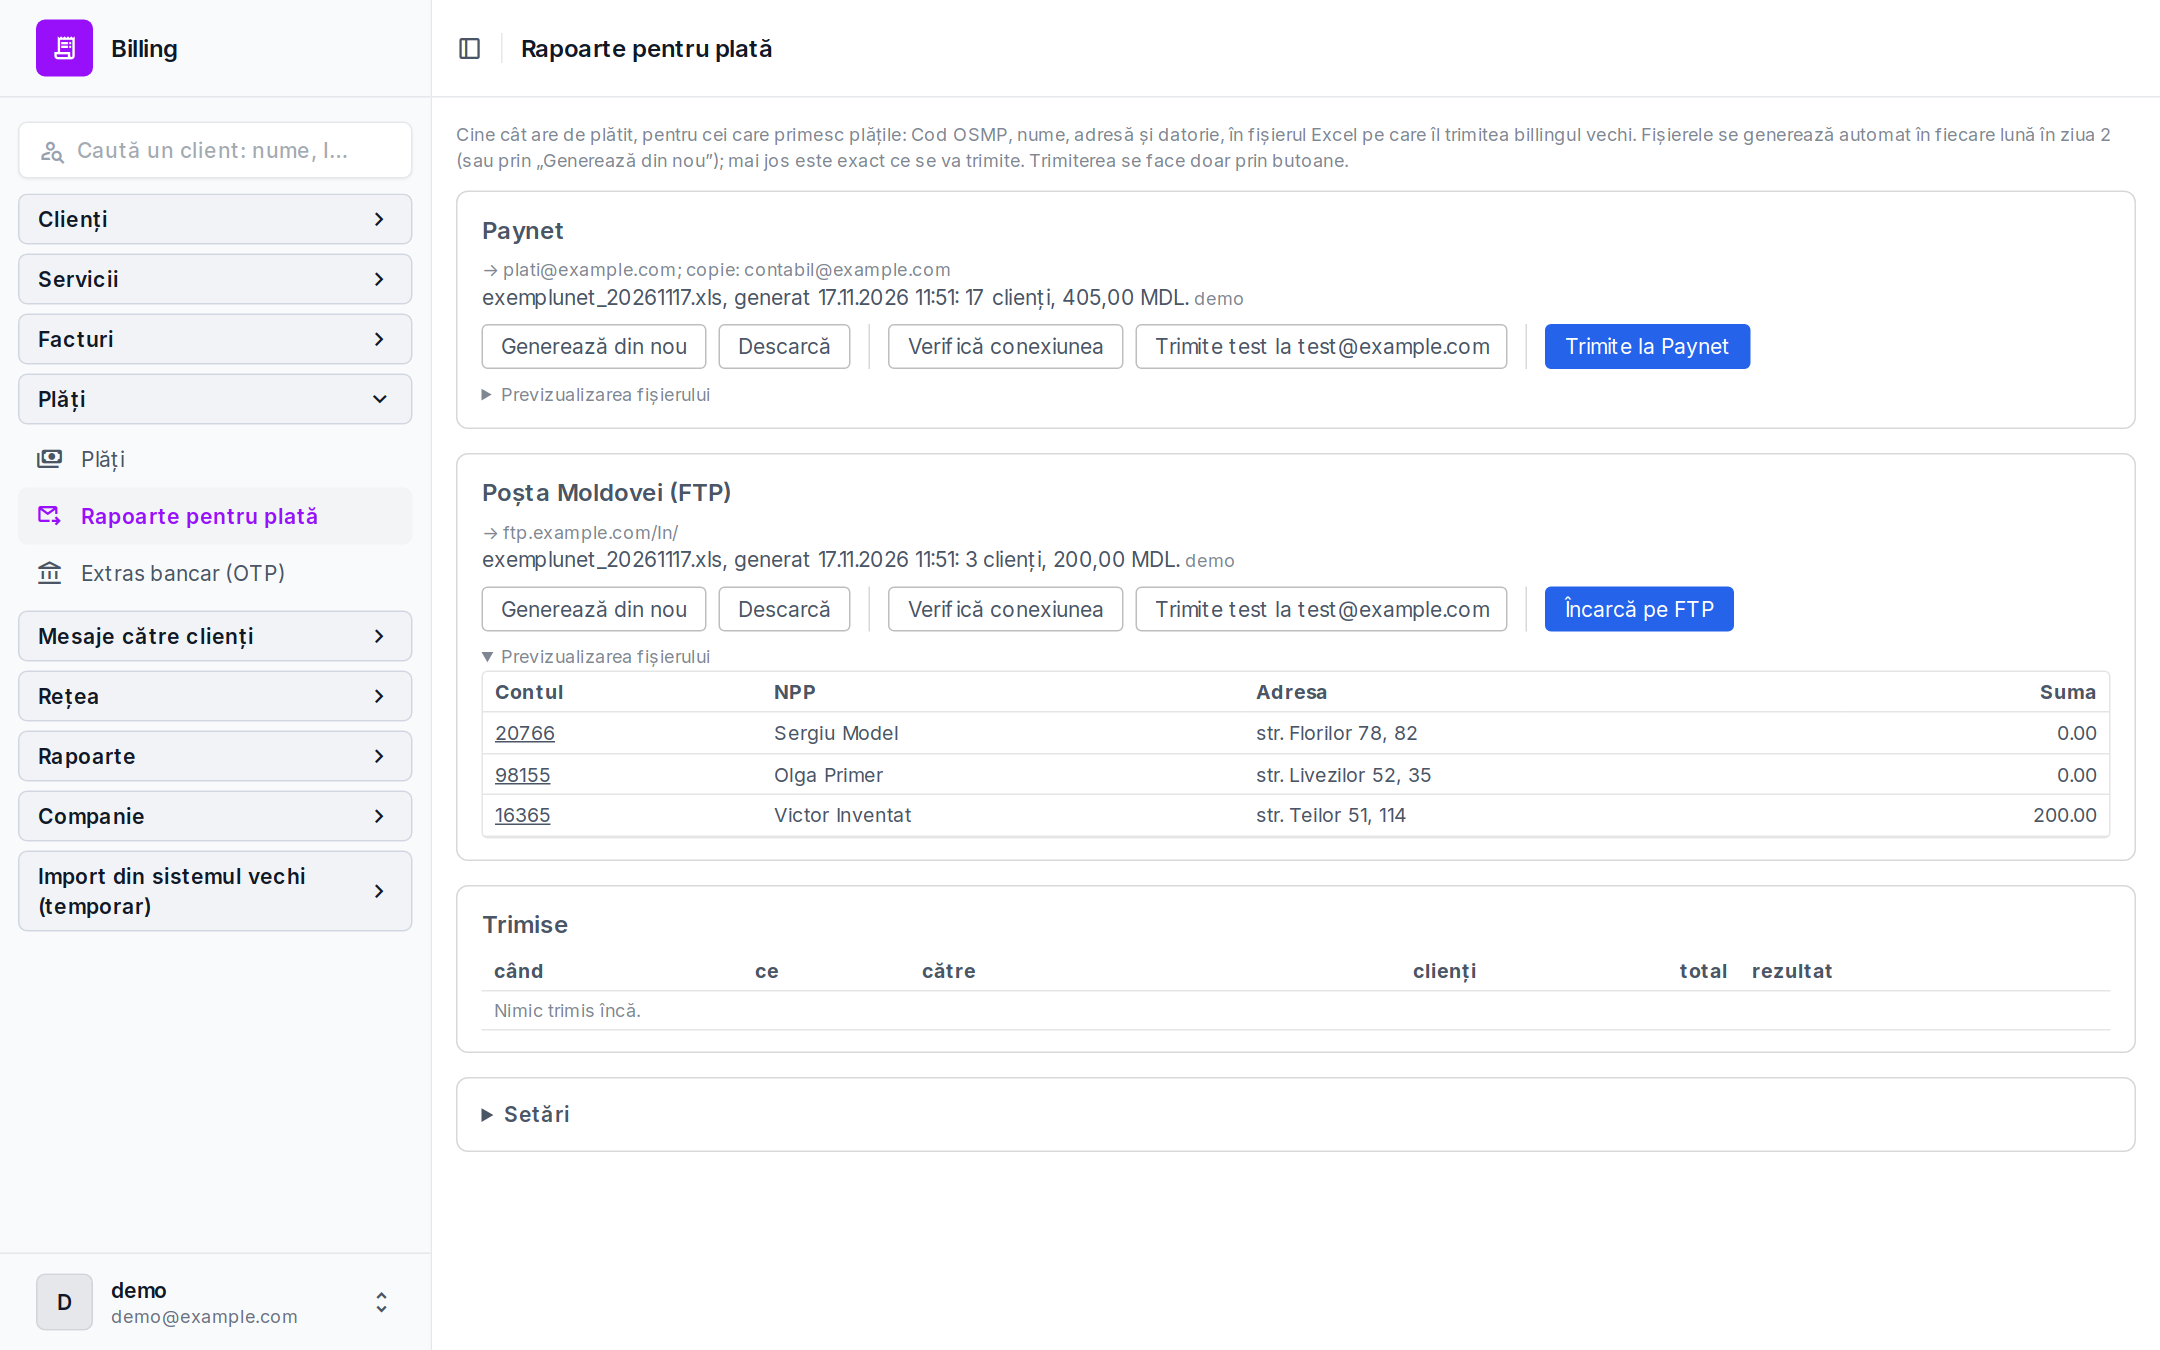 Billing
Rapoarte pentru plată
Caută un client: nume, l...
Clienți
Servicii
Facturi
Plăți
Plăți
Rapoarte pentru plată
Extras bancar (OTP)
Mesaje către clienți
Rețea
Rapoarte
Companie
Import din sistemul vechi
(temporar)
demo
demo@example.com
D
Cine cât are de plătit, pentru cei care primesc plățile: Cod OSMP, nume, adresă și datorie, în fișierul Excel pe care îl trimitea billingul vechi. Fișierele se generează automat în fiecare lună în ziua 2
(sau prin „Generează din nou”); mai jos este exact ce se va trimite. Trimiterea se face doar prin butoane.
Paynet
→ plati@example.com; copie: contabil@example.com
exemplunet_20261117.xls, generat 17.11.2026 11:51: 17 clienți, 405,00 MDL. demo
Generează din nou Descarcă Verifică conexiunea Trimite test la test@example.com Trimite la Paynet
Previzualizarea fișierului
Poșta Moldovei (FTP)
→ ftp.example.com/In/
exemplunet_20261117.xls, generat 17.11.2026 11:51: 3 clienți, 200,00 MDL. demo
Generează din nou Descarcă Verifică conexiunea Trimite test la test@example.com Încarcă pe FTP
Previzualizarea fișierului
Contul NPP Adresa Suma
20766 Sergiu Model str. Florilor 78, 82 0.00
98155 Olga Primer str. Livezilor 52, 35 0.00
16365 Victor Inventat str. Teilor 51, 114 200.00
Trimise
când ce către clienți total rezultat
Nimic trimis încă.
Setări